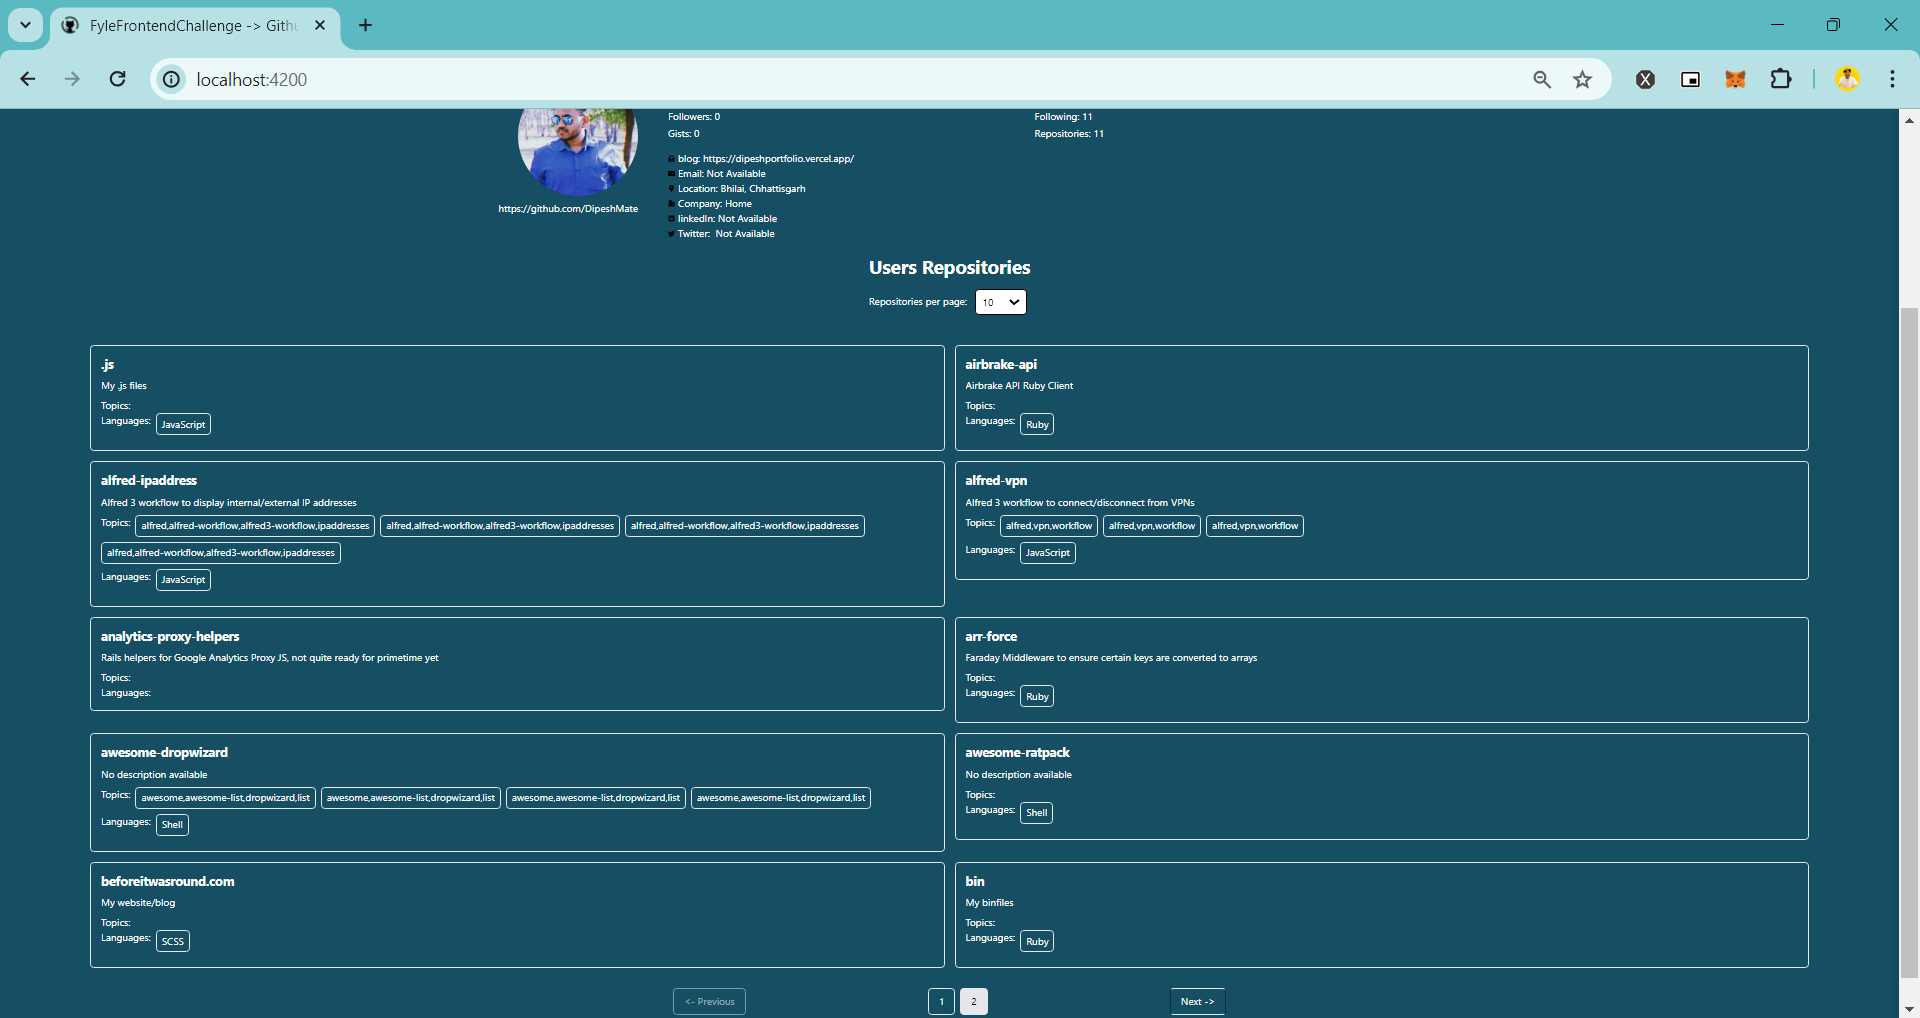 FyleFrontendChallenge -> Gith
localhost:4200
Followers: 0
Following: 11
Gists: 0
Repositories: 11
blog: https://dipeshportfolio.vercel.app/
Email: Not Available
Location: Bhilai, Chhattisgarh
https://github.com/DipeshMate
Company: Home
linkedIn: Not Available
Twitter: Not Available
Users Repositories
Repositories per page: 10
.js
My .js files
Topics:
Languages: JavaScript
airbrake-api
Airbrake API Ruby Client
Topics:
Languages: Ruby
alfred-ipaddress
Alfred 3 workflow to display internal/external IP addresses
Topics: alfred,alfred-workflow,alfred3-workflow,ipaddresses alfred,alfred-workflow,alfred3-workflow,ipaddresses alfred,alfred-workflow,alfred3-workflow,ipaddresses
alfred,alfred-workflow,alfred3-workflow,ipaddresses
Languages: JavaScript
alfred-vpn
Alfred 3 workflow to connect/disconnect from VPNs
Topics: alfred,vpn,workflow alfred,vpn,workflow alfred,vpn,workflow
Languages: JavaScript
analytics-proxy-helpers
Rails helpers for Google Analytics Proxy JS, not quite ready for primetime yet
Topics:
Languages:
arr-force
Faraday Middleware to ensure certain keys are converted to arrays
Topics:
Languages: Ruby
awesome-dropwizard
No description available
Topics: awesome,awesome-list,dropwizard,list awesome,awesome-list,dropwizard,list awesome,awesome-list,dropwizard,list awesome,awesome-list,dropwizard,list
Languages: Shell
awesome-ratpack
No description available
Topics:
Languages: Shell
beforeitwasround.com
My website/blog
Topics:
Languages: SCSS
bin
My binfiles
Topics:
Languages: Ruby
<- Previous 1 2 Next ->